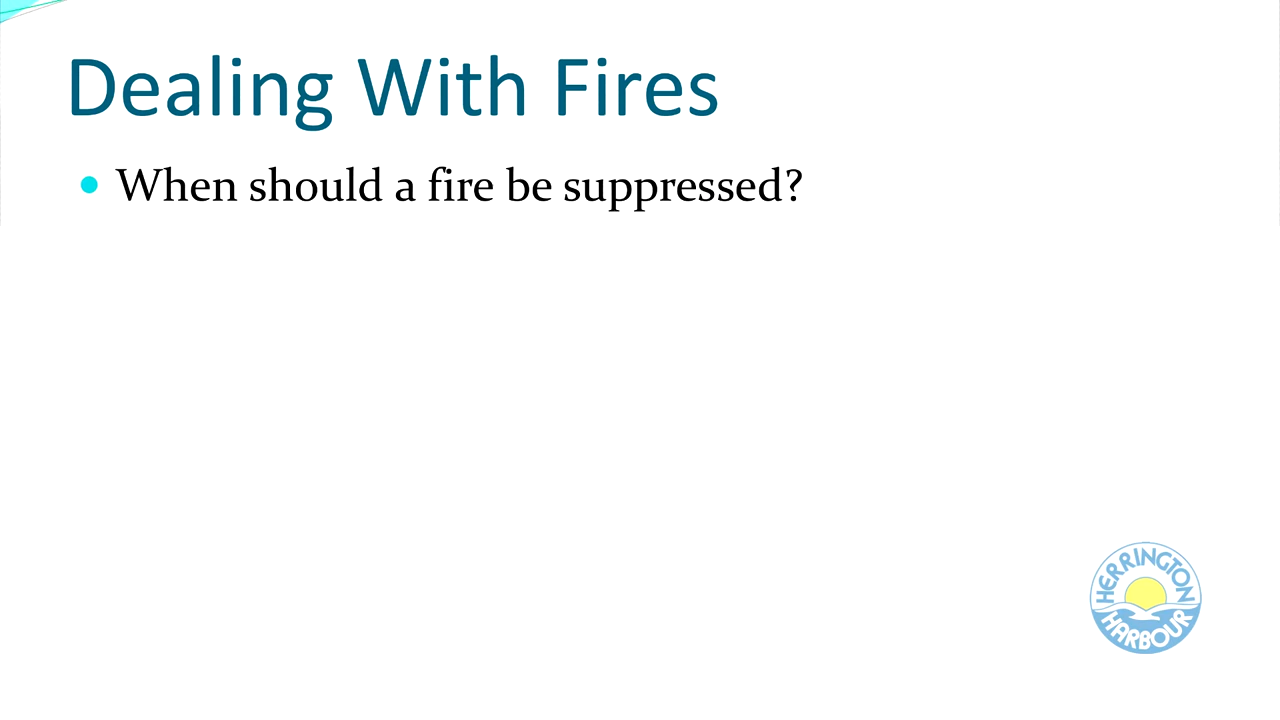 Dealing With Fires
When should a fire be suppressed?
HERRINGTON
HARBOUR